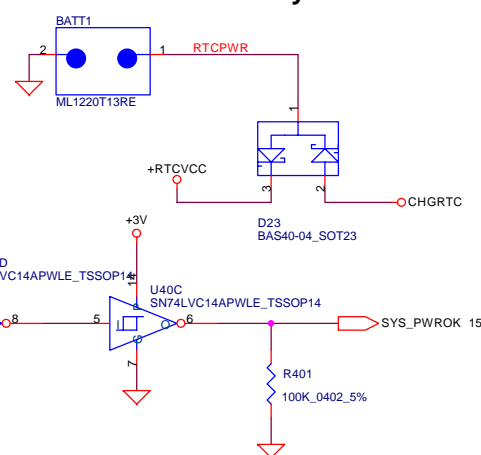 BATT1
2
1
RTCPWR
ML1220T13RE
1
+RTCVCC
3
2
CHGRTC
D23
BAS40-04_SOT23
+3V
D
VC14APWLE_TSSOP14
14
U40C
SN74LVC14APWLE_TSSOP14
8
5
P
I
O
G
6
SYS_PWROK 15
7
R401
100K_0402_5%